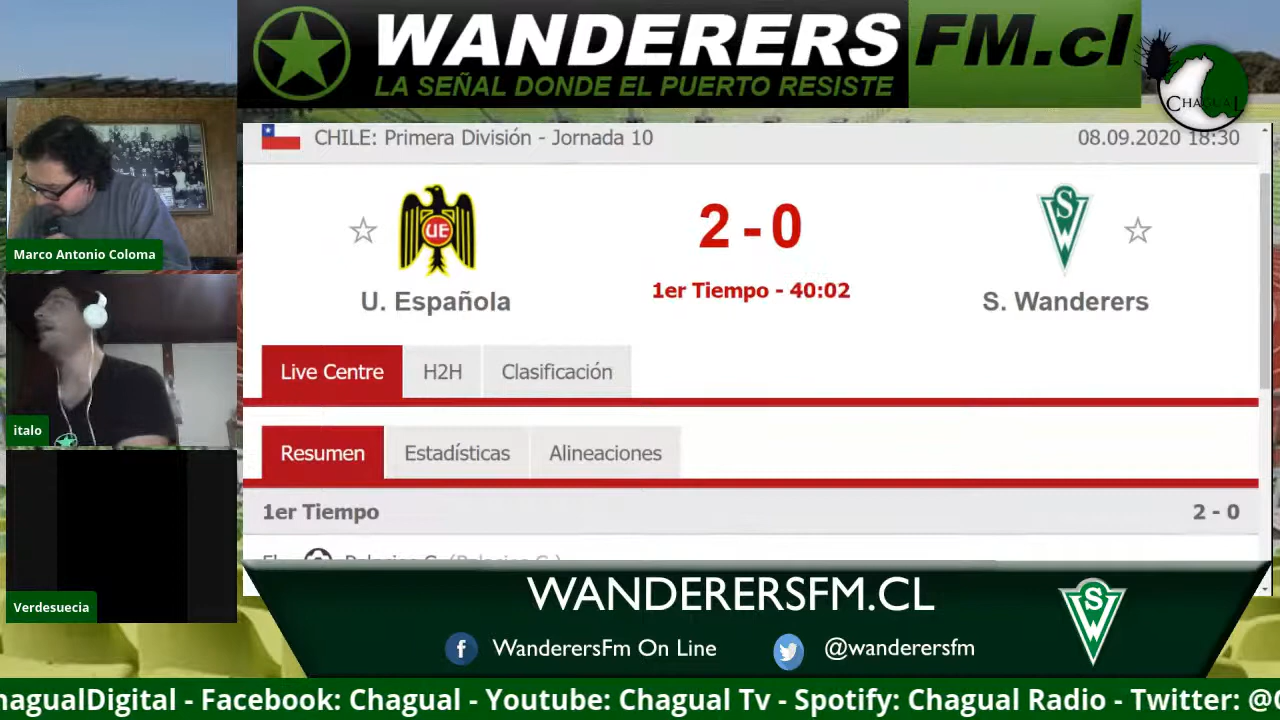 WANDERERS FM.cl
LA SEÑAL DONDE EL PUERTO RESISTE
CHAGUAL
CHILE: Primera División - Jornada 10
08.09.2020 18:30
UE
2 - 0
S
W
1er Tiempo - 40:02
U. Española
S. Wanderers
Live Centre
H2H
Clasificación
Resumen
Estadísticas
Alineaciones
1er Tiempo
2 - 0
Marco Antonio Coloma
italo
Verdesuecia
WANDERERSFM.CL
WanderersFm On Line
@wanderersfm
S
W
hagualDigital - Facebook: Chagual - Youtube: Chagual Tv - Spotify: Chagual Radio - Twitter: @